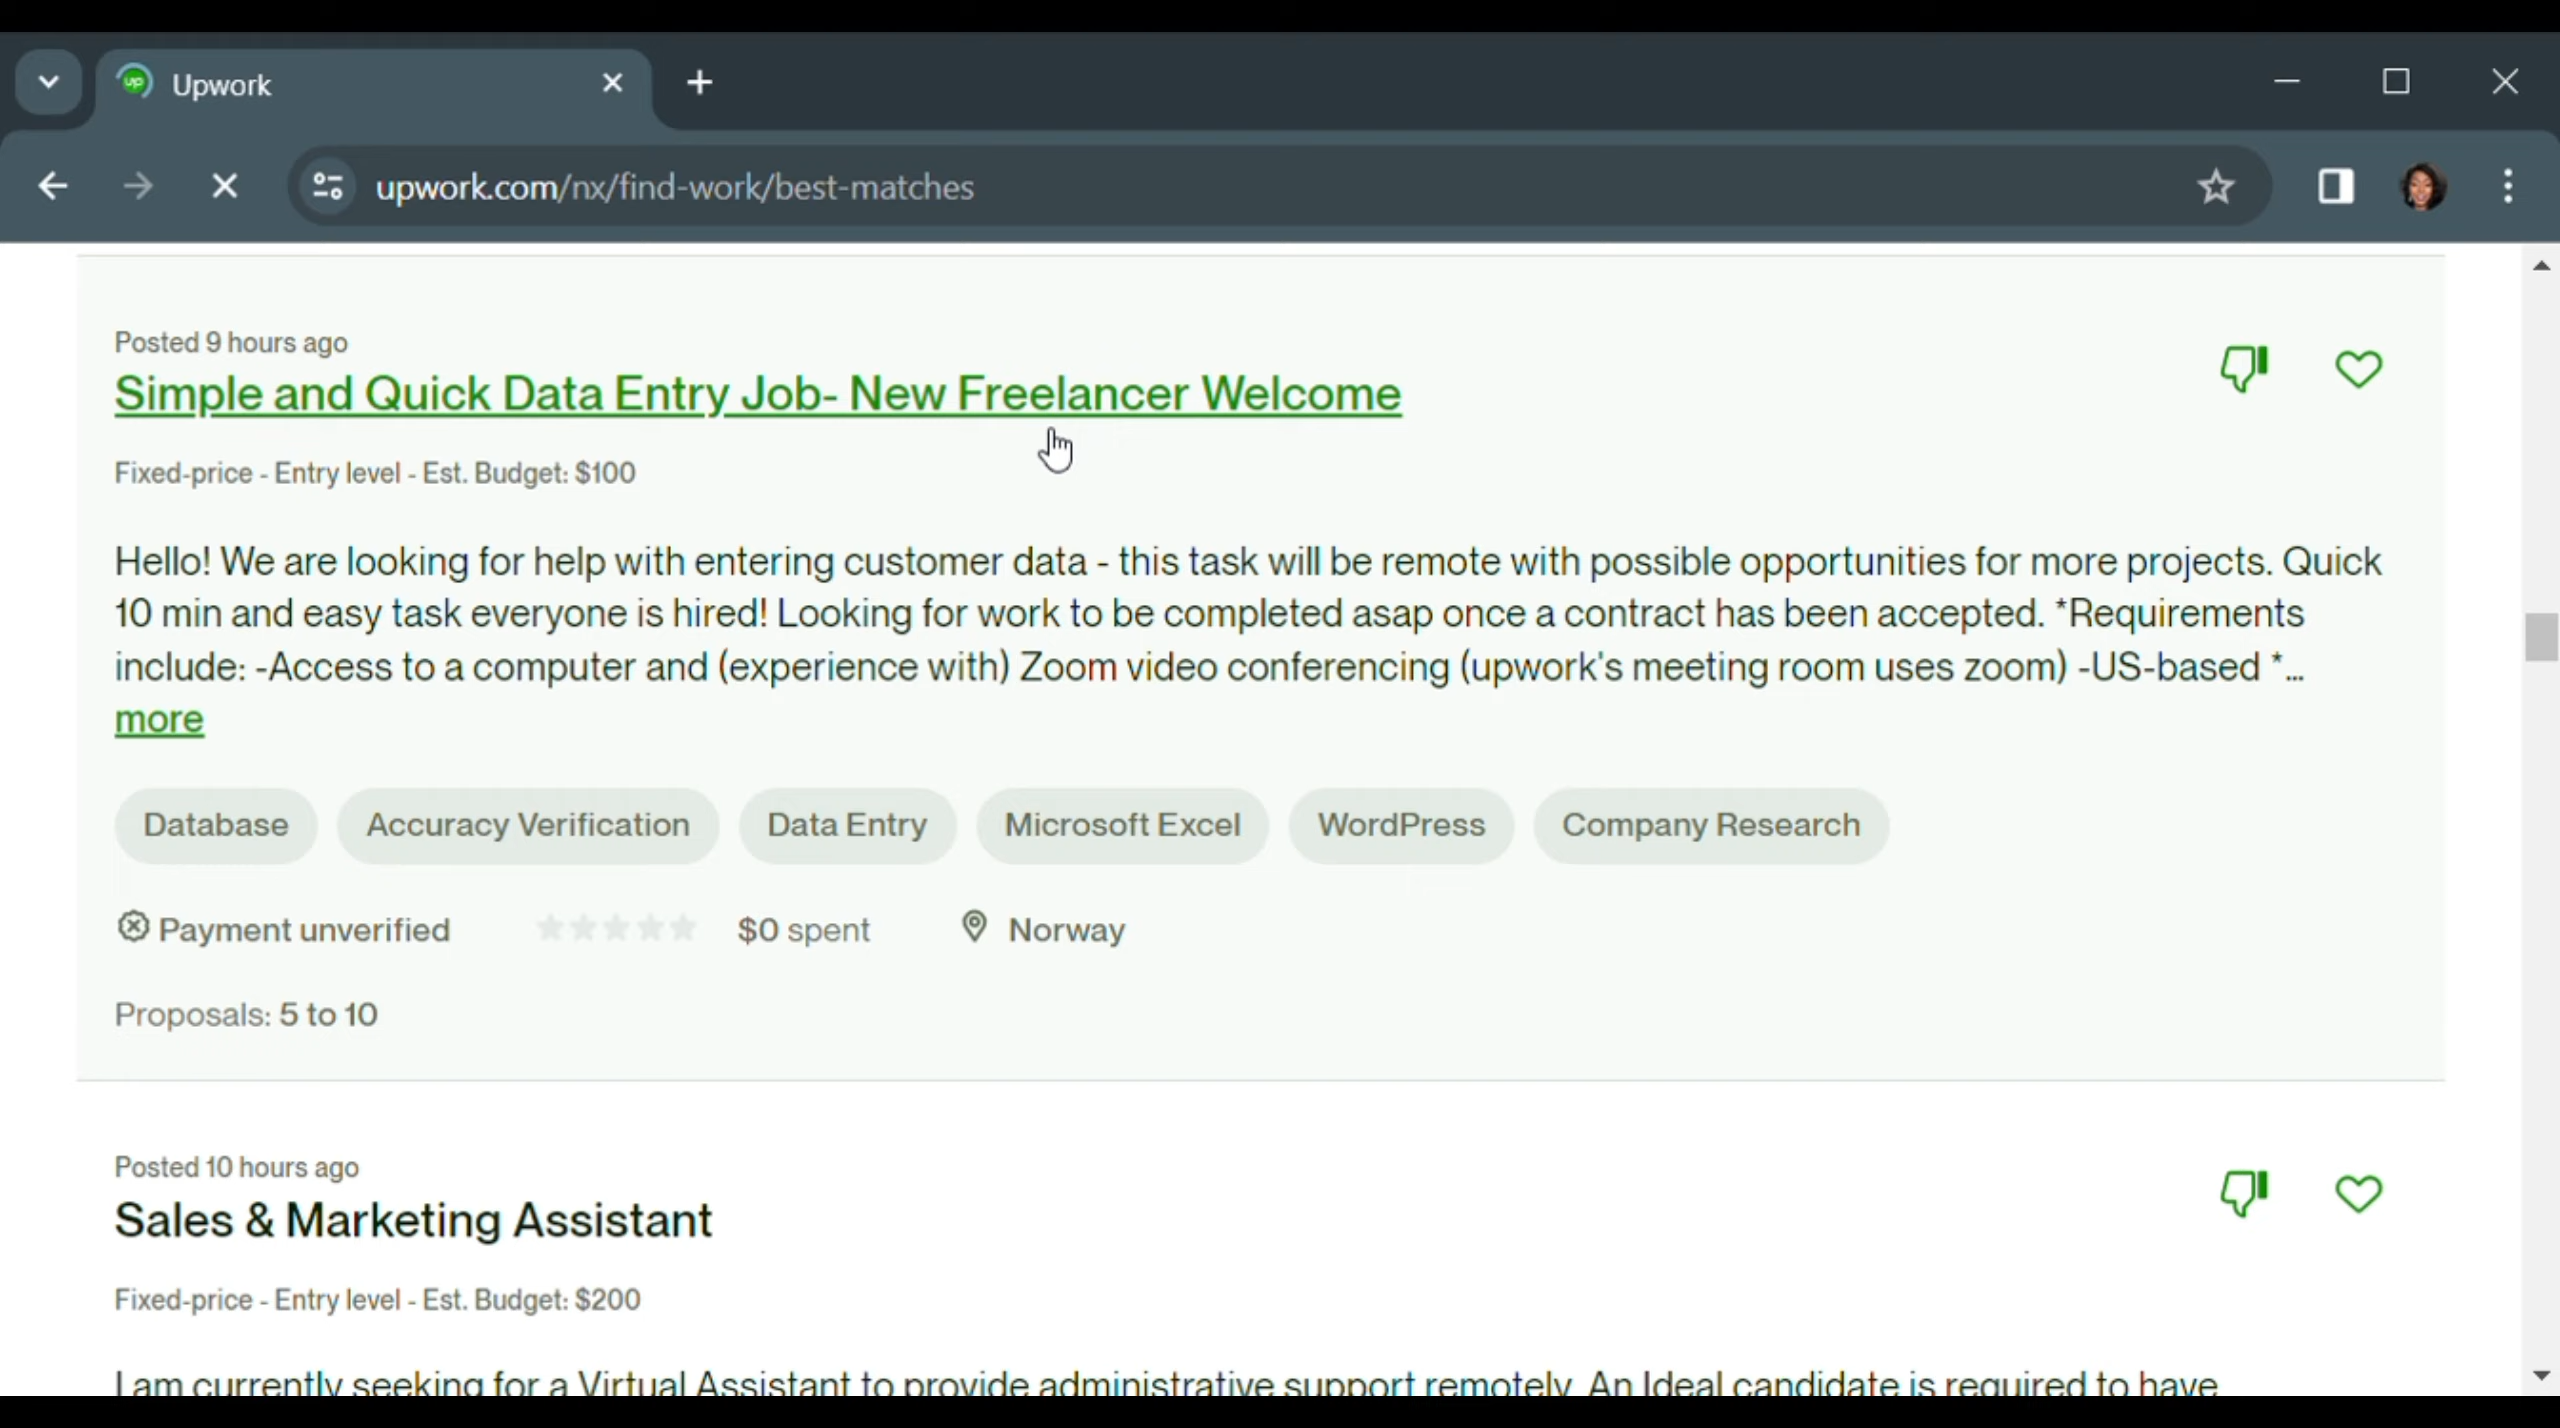 Upwork
upwork.com/nx/find-work/best-matches
Posted 9 hours ago
Simple and Quick Data Entry Job- New Freelancer Welcome
Fixed-price - Entry level - Est. Budget: $100
Hello! We are looking for help with entering customer data - this task will be remote with possible opportunities for more projects. Quick
10 min and easy task everyone is hired! Looking for work to be completed asap once a contract has been accepted. *Requirements
include: -Access to a computer and (experience with) Zoom video conferencing (upwork's meeting room uses zoom) -US-based *...
more
Database Accuracy Verification Data Entry Microsoft Excel WordPress Company Research
Payment unverified $0 spent Norway
Proposals: 5 to 10
Posted 10 hours ago
Sales & Marketing Assistant
Fixed-price - Entry level - Est. Budget: $200
I am currently seeking for a Virtual Assistant to provide administrative support remotely. An Ideal candidate is required to have